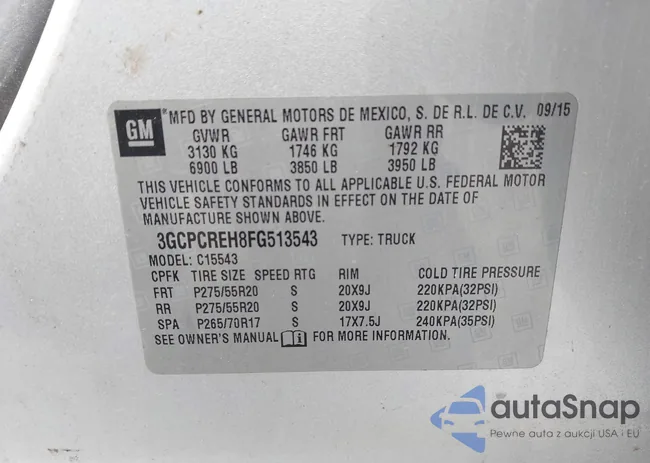 GM
*MFD BY GENERAL MOTORS DE MEXICO, S. DE R.L. DE C.V. 09/15
GVWR GAWR FRT GAWR RR
3130 KG 1746 KG 1792 KG
6900 LB 3850 LB 3950 LB
THIS VEHICLE CONFORMS TO ALL APPLICABLE U.S. FEDERAL MOTOR
VEHICLE SAFETY STANDARDS IN EFFECT ON THE DATE OF
MANUFACTURE SHOWN ABOVE.
3GCPCREH8FG513543 TYPE: TRUCK
MODEL: C15543
CPFK TIRE SIZE SPEED RTG RIM COLD TIRE PRESSURE
FRT P275/55R20 S 20X9J 220KPA(32PSI)
RR P275/55R20 S 20X9J 220KPA(32PSI)
SPA P265/70R17 S 17X7.5J 240KPA(35PSI)
SEE OWNER'S MANUAL i FOR MORE INFORMATION.
autaSnap
Pewne auta z aukcji USA i EU